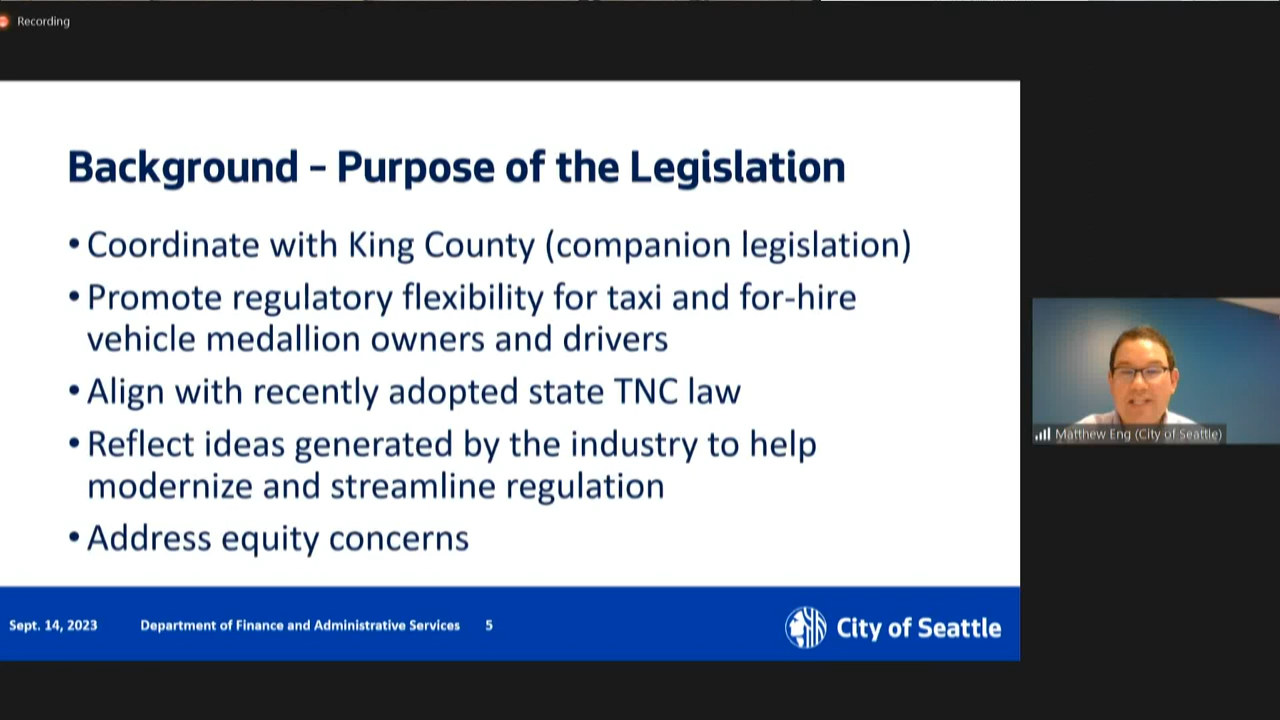 Recording
Background – Purpose of the Legislation
• Coordinate with King County (companion legislation)
• Promote regulatory flexibility for taxi and for-hire
vehicle medallion owners and drivers
• Align with recently adopted state TNC law
• Reflect ideas generated by the industry to help
modernize and streamline regulation
• Address equity concerns
Matthew Eng (City of Seattle)
Sept. 14, 2023 Department of Finance and Administrative Services 5
City of Seattle